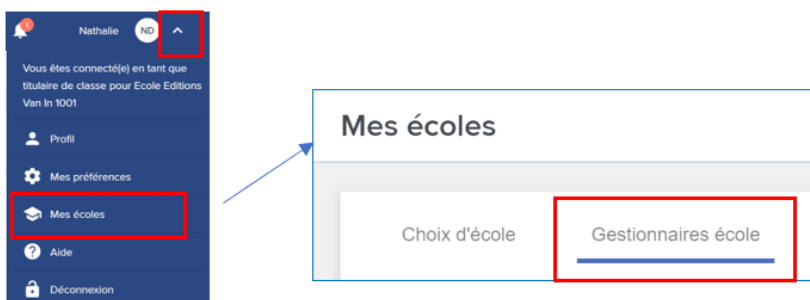 1
Nathalie ND
Vous êtes connecté(e) en tant que
titulaire de classe pour Ecole Editions
Van In 1001
Profil
Mes préférences
Mes écoles
Aide
Déconnexion
Mes écoles
Choix d'école Gestionnaires école